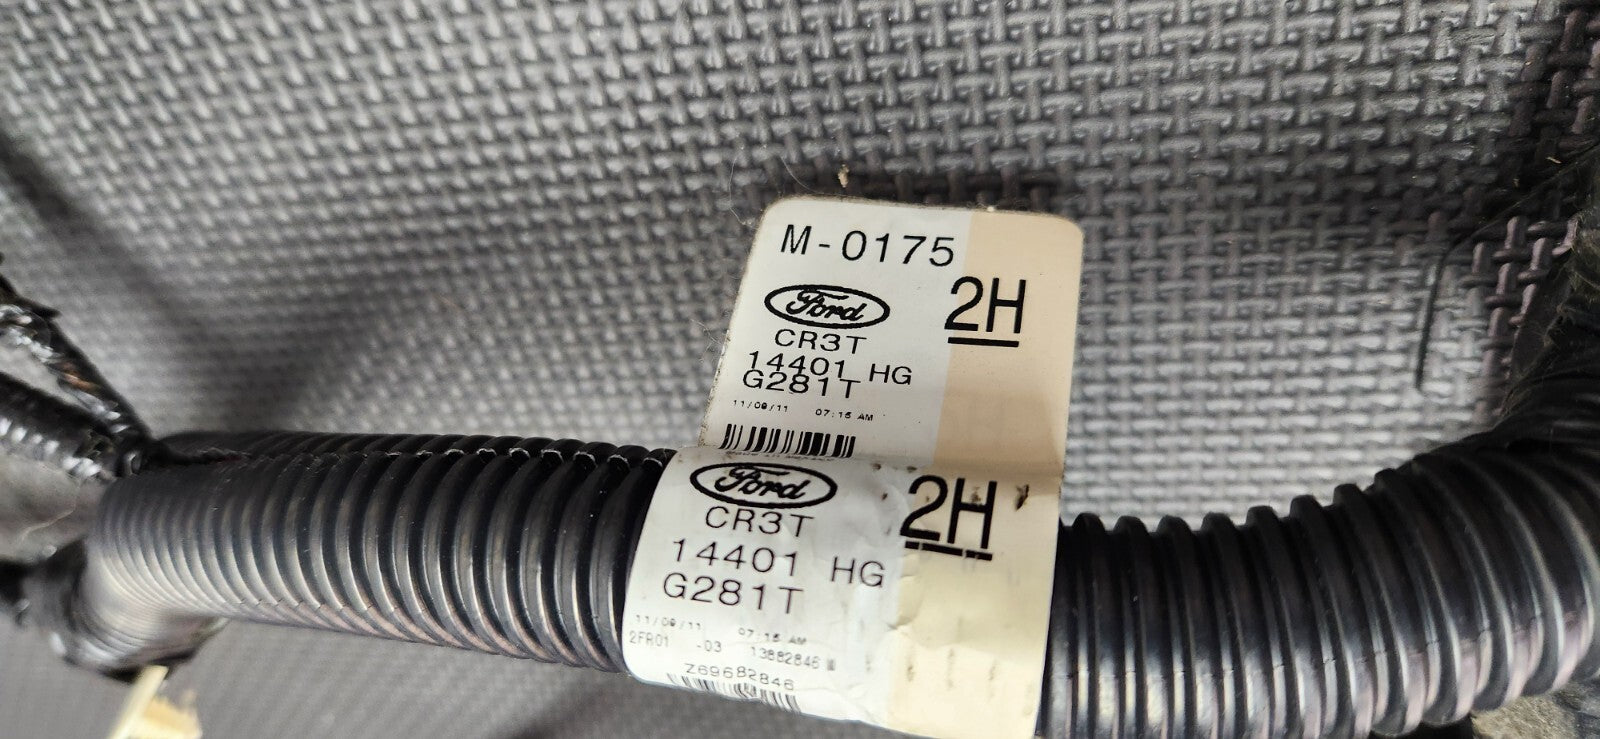 M-0175
Ford
2H
CR3T
14401 HG
G281T
11/09/11 07:15 AM
Ford
2H
CR3T
14401 HG
G281T
11/09/11 07:15 AM
2FR01 -03 13882846
Z69682846